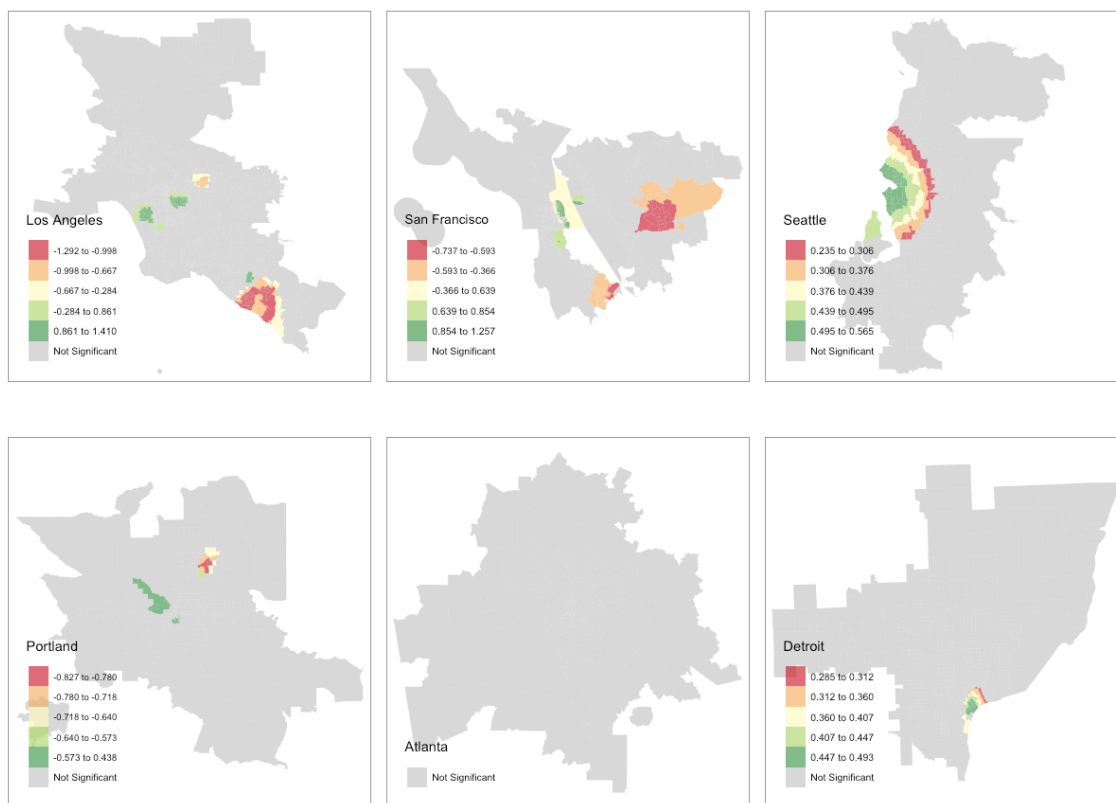 Los Angeles
-1.292 to -0.998
-0.998 to -0.667
-0.667 to -0.284
-0.284 to 0.861
0.861 to 1.410
Not Significant
San Francisco
-0.737 to -0.593
-0.593 to -0.366
-0.366 to 0.639
0.639 to 0.854
0.854 to 1.257
Not Significant
Seattle
0.235 to 0.306
0.306 to 0.376
0.376 to 0.439
0.439 to 0.495
0.495 to 0.565
Not Significant
Portland
-0.827 to -0.780
-0.780 to -0.718
-0.718 to -0.640
-0.640 to -0.573
-0.573 to 0.438
Not Significant
Atlanta
Not Significant
Detroit
0.285 to 0.312
0.312 to 0.360
0.360 to 0.407
0.407 to 0.447
0.447 to 0.493
Not Significant